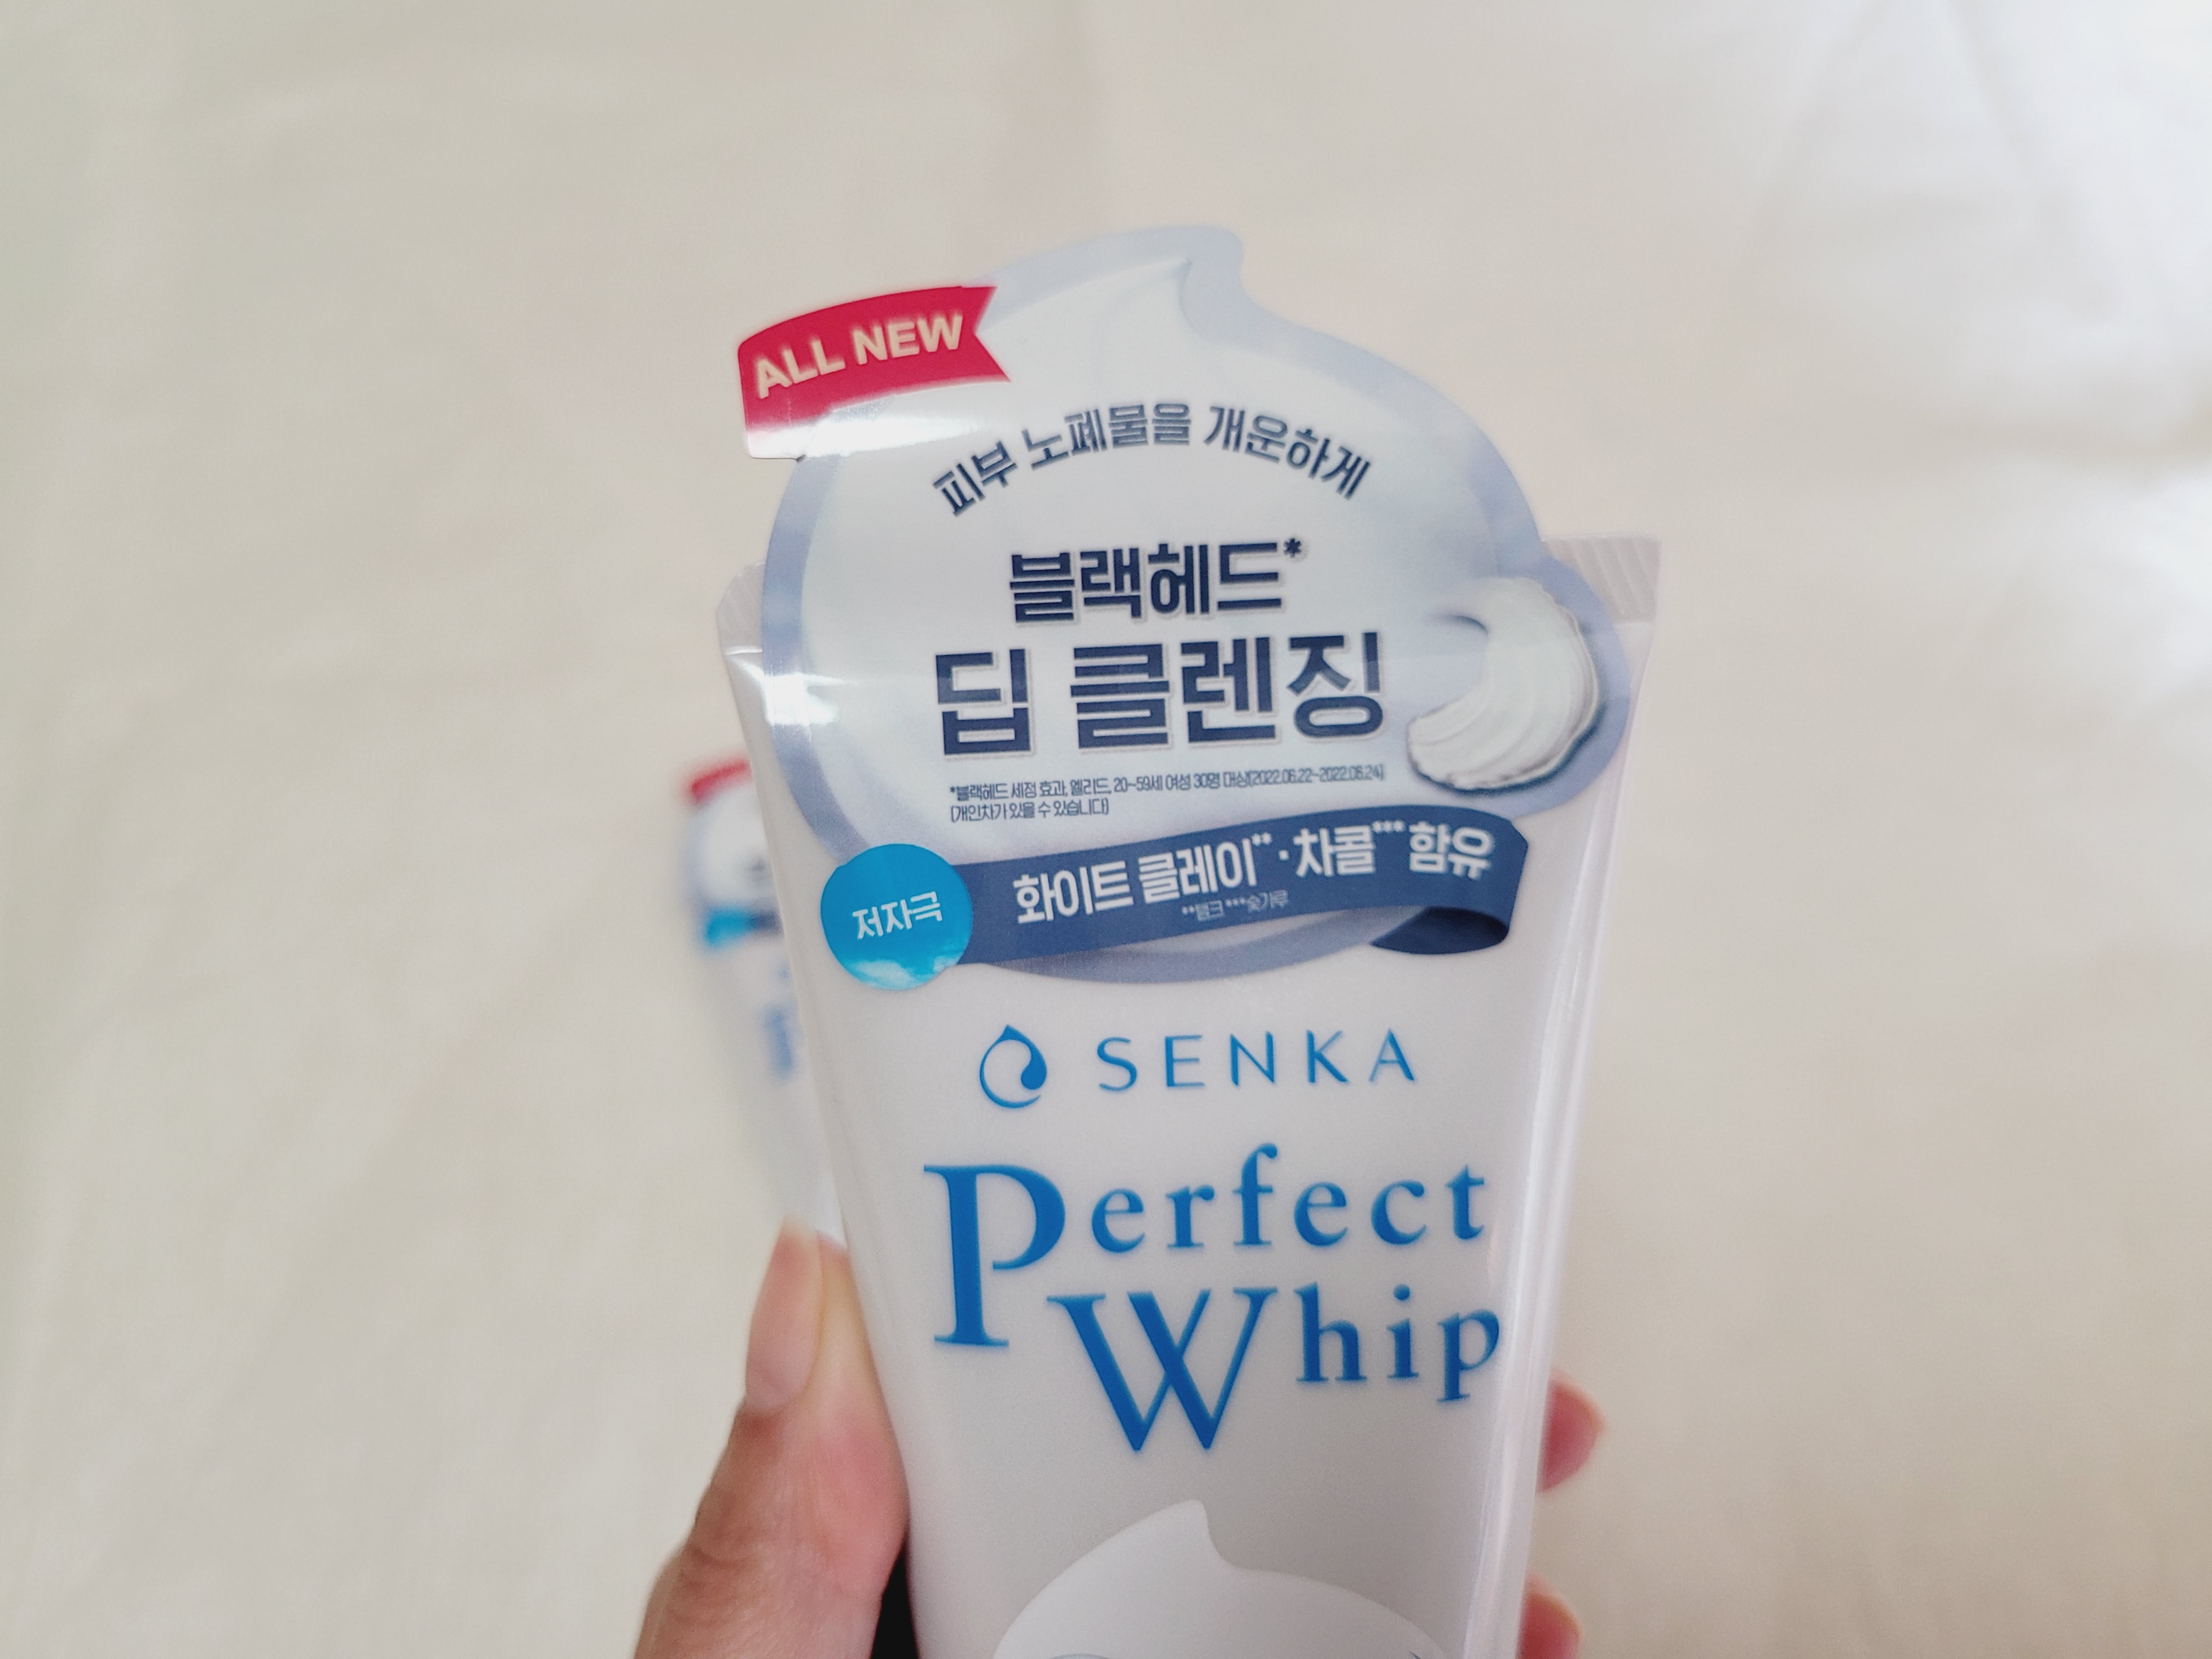 ALL NEW
피부 노폐물을 개운하게
블랙헤드*
딥 클렌징
*블랙헤드 세정 효과, 엘리드, 20~59세 여성 30명 대상[2022.06.22~2022.06.24]
[개인차가 있을 수 있습니다]
저자극
화이트 클레이**·차콜*** 함유
***숯가루
SENKA
Perfect
Whip